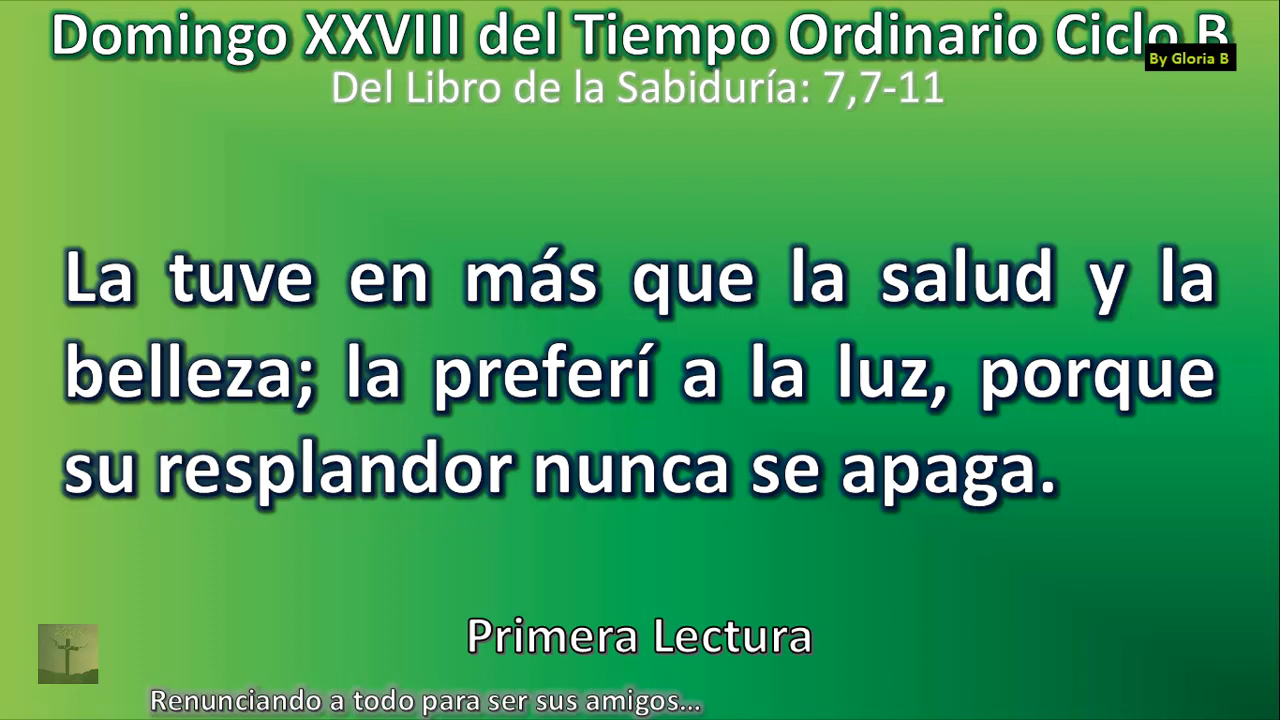 Domingo XXVIII del Tiempo Ordinario Ciclo B
By Gloria B
Del Libro de la Sabiduría: 7,7-11
La tuve en más que la salud y la
belleza; la preferí a la luz, porque
su resplandor nunca se apaga.
Primera Lectura
Renunciando a todo para ser sus amigos...